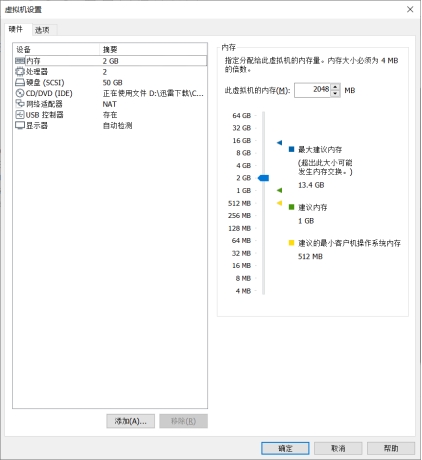 虚拟机设置
硬件 选项
设备 摘要
内存 2 GB
处理器 2
硬盘 (SCSI) 50 GB
CD/DVD (IDE) 正在使用文件 D:\迅雷下载\C...
网络适配器 NAT
USB 控制器 存在
显示器 自动检测
添加(A)... 移除(R)
内存
指定分配给此虚拟机的内存量。内存大小必须为 4 MB
的倍数。
此虚拟机的内存(M): 2048 MB
64 GB
32 GB
16 GB
8 GB
4 GB
2 GB
1 GB
512 MB
256 MB
128 MB
64 MB
32 MB
16 MB
8 MB
4 MB
最大建议内存
(超出此大小可能
发生内存交换。)
13.4 GB
建议内存
1 GB
建议的最小客户机操作系统内存
512 MB
确定 取消 帮助